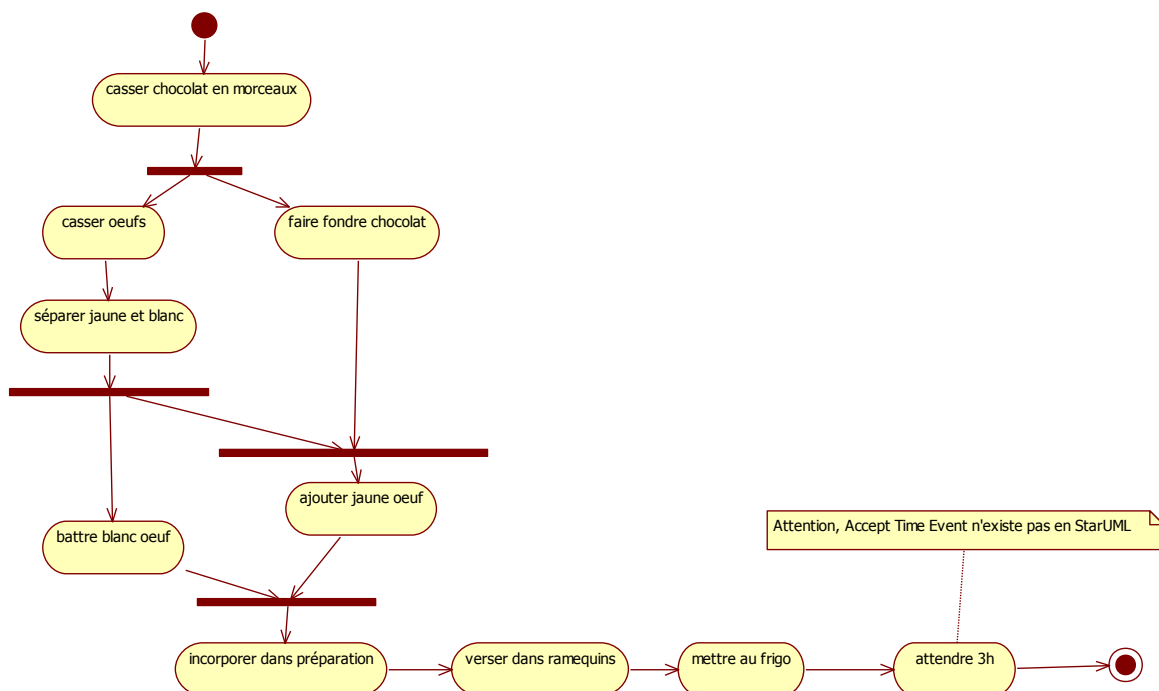 casser chocolat en morceaux
casser oeufs
faire fondre chocolat
séparer jaune et blanc
ajouter jaune oeuf
battre blanc oeuf
Attention, Accept Time Event n'existe pas en StarUML
incorporer dans préparation
verser dans ramequins
mettre au frigo
attendre 3h